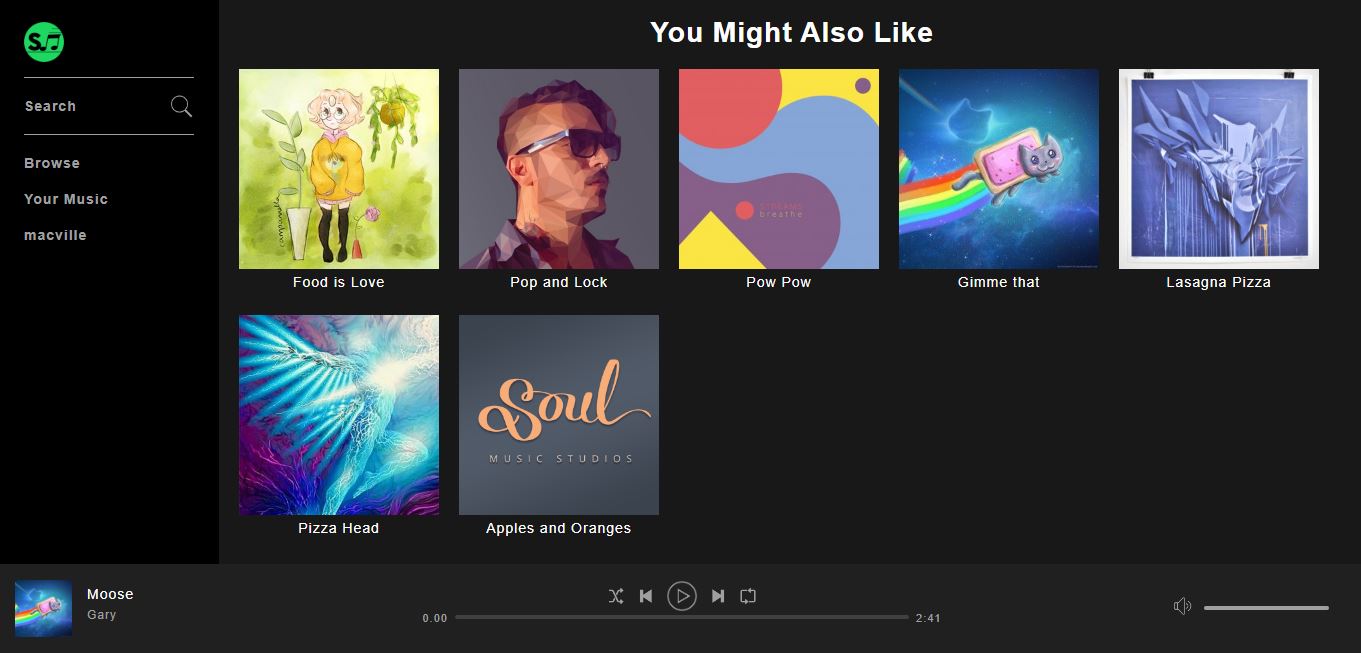 S
Search
Browse
Your Music
macville
You Might Also Like
campanella
STREAMS
breathe
Food is Love
Pop and Lock
Pow Pow
Gimme that
Lasagna Pizza
Soul
MUSIC STUDIOS
Pizza Head
Apples and Oranges
Moose
Gary
0.00
2:41